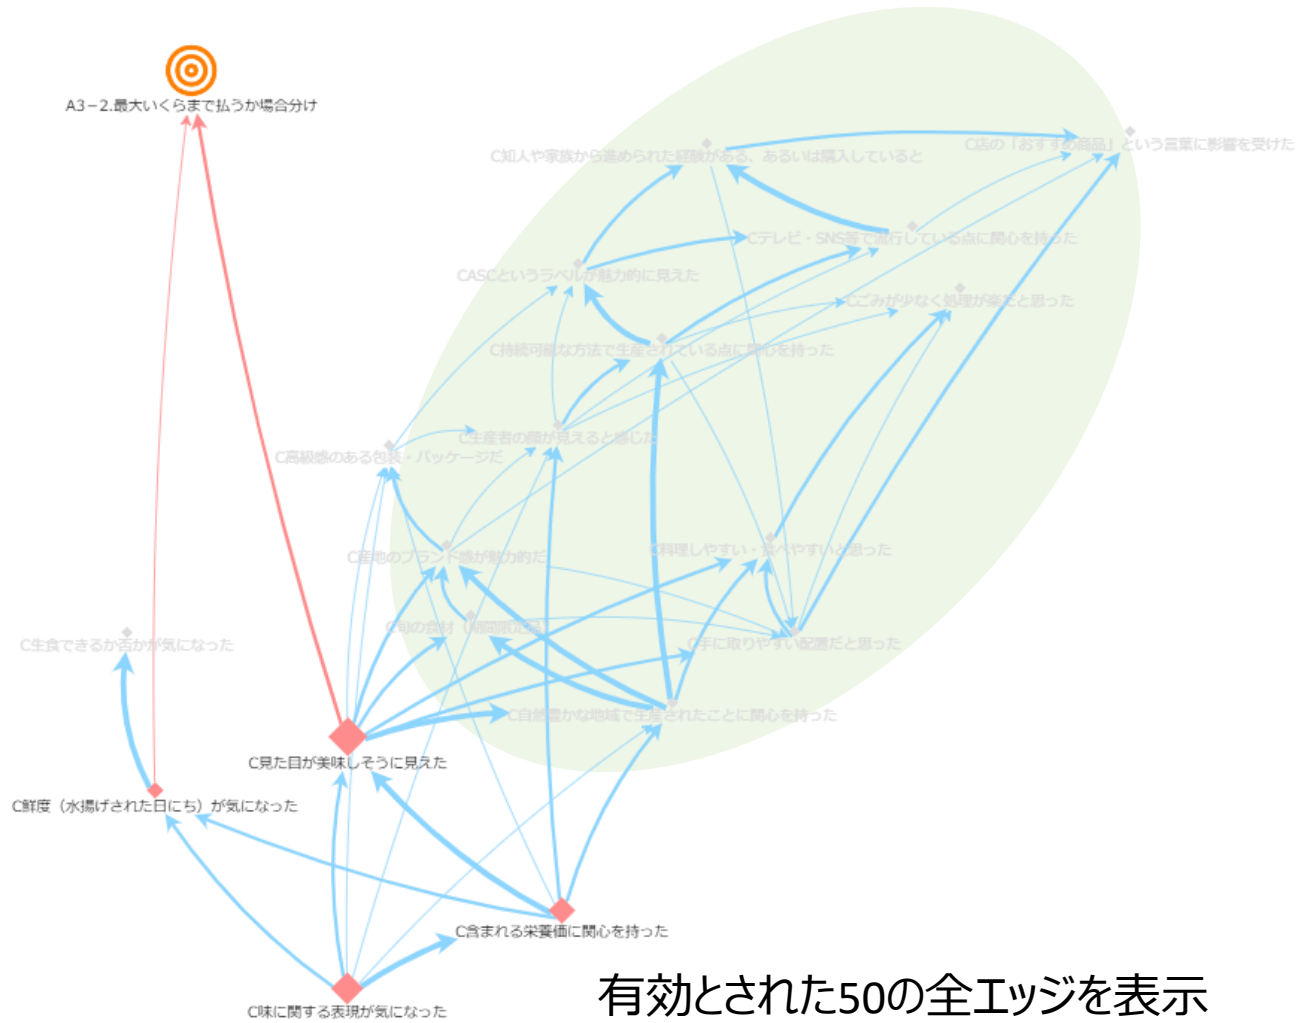 A3－2.最大いくらまで払うか場合分け
C知人や家族から進められた経験がある、あるいは購入していると
C店の「おすすめ商品」という言葉に影響を受けた
Cテレビ・SNS等で流行している点に関心を持った
CASCというラベルが魅力的に見えた
Cごみが少なく処理が楽だと思った
C持続可能な方法で生産されている点に関心を持った
C生産者の顔が見えると感じた
C高級感のある包装・パッケージだ
C産地のブランド感が魅力的だ
C料理しやすい・食べやすいと思った
C旬の食材（期間限定品）
C生食できるか否かが気になった
C手に取りやすい配置だと思った
C自然豊かな地域で生産されたことに関心を持った
C見た目が美味しそうに見えた
C鮮度（水揚げされた日にち）が気になった
C含まれる栄養価に関心を持った
C味に関する表現が気になった
有効とされた50の全エッジを表示